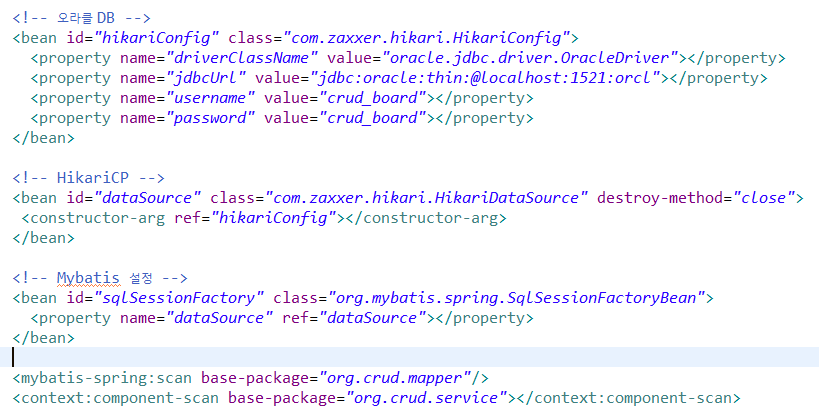 <!-- 오라클 DB -->
<bean id="hikariConfig" class="com.zaxxer.hikari.HikariConfig">
  <property name="driverClassName" value="oracle.jdbc.driver.OracleDriver"></property>
  <property name="jdbcUrl" value="jdbc:oracle:thin:@localhost:1521:orcl"></property>
  <property name="username" value="crud_board"></property>
  <property name="password" value="crud_board"></property>
</bean>

<!-- HikariCP -->
<bean id="dataSource" class="com.zaxxer.hikari.HikariDataSource" destroy-method="close">
 <constructor-arg ref="hikariConfig"></constructor-arg>
</bean>

<!-- Mybatis 설정 -->
<bean id="sqlSessionFactory" class="org.mybatis.spring.SqlSessionFactoryBean">
  <property name="dataSource" ref="dataSource"></property>
</bean>

<mybatis-spring:scan base-package="org.crud.mapper"/>
<context:component-scan base-package="org.crud.service"></context:component-scan>